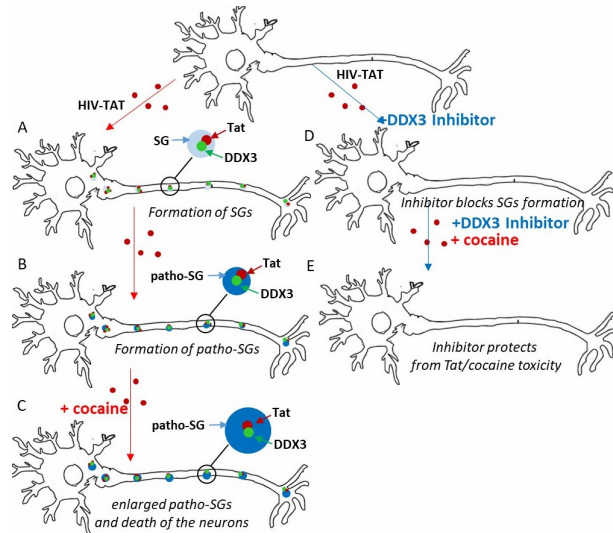 HIV-TAT
HIV-TAT
+DDX3 Inhibitor
A
SG
Tat
DDX3
Formation of SGs
D
Inhibitor blocks SGs formation
+DDX3 Inhibitor
+ cocaine
B
patho-SG
Tat
DDX3
Formation of patho-SGs
E
Inhibitor protects
from Tat/cocaine toxicity
C
+ cocaine
patho-SG
Tat
DDX3
enlarged patho-SGs
and death of the neurons